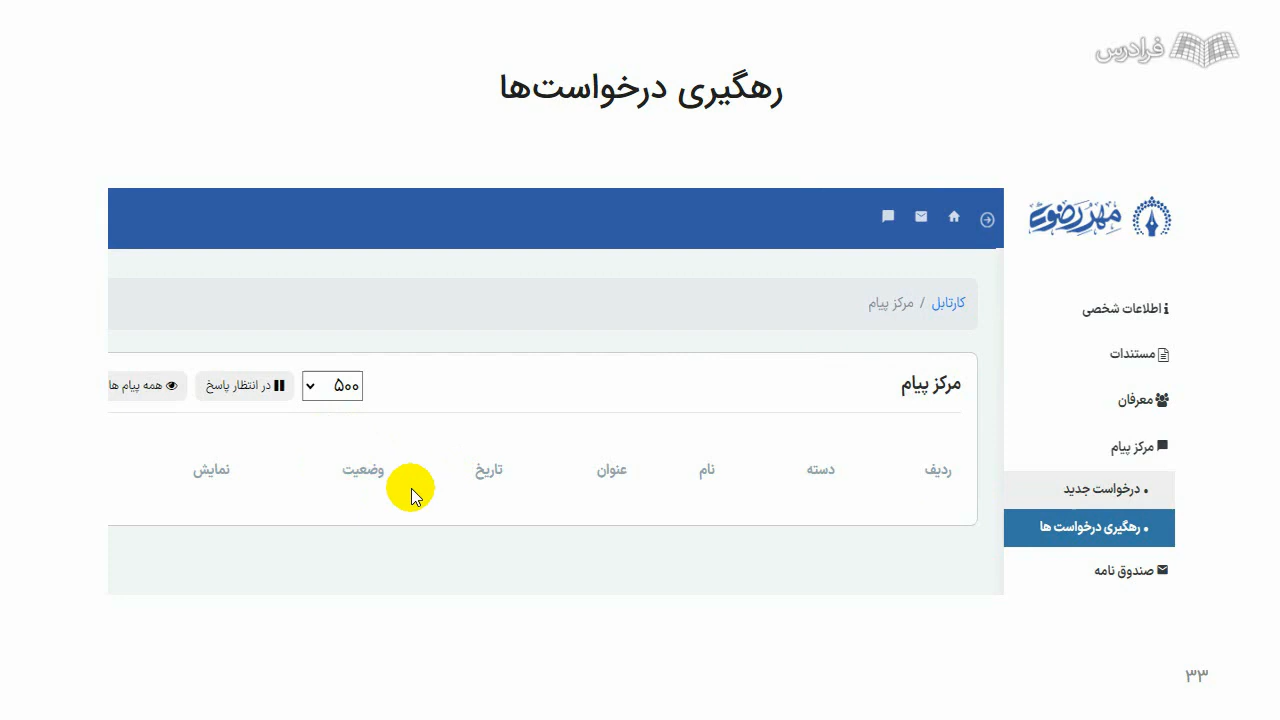 فرادرس
رهگیری درخواست‌ها
مهر رضوی
کارتابل / مرکز پیام
اطلاعات شخصی
مستندات
معرفان
مرکز پیام
• درخواست جدید
• رهگیری درخواست ها
صندوق نامه
مرکز پیام ۵۰۰ در انتظار پاسخ همه پیام ها
ردیف دسته نام عنوان تاریخ وضعیت نمایش
۳۳